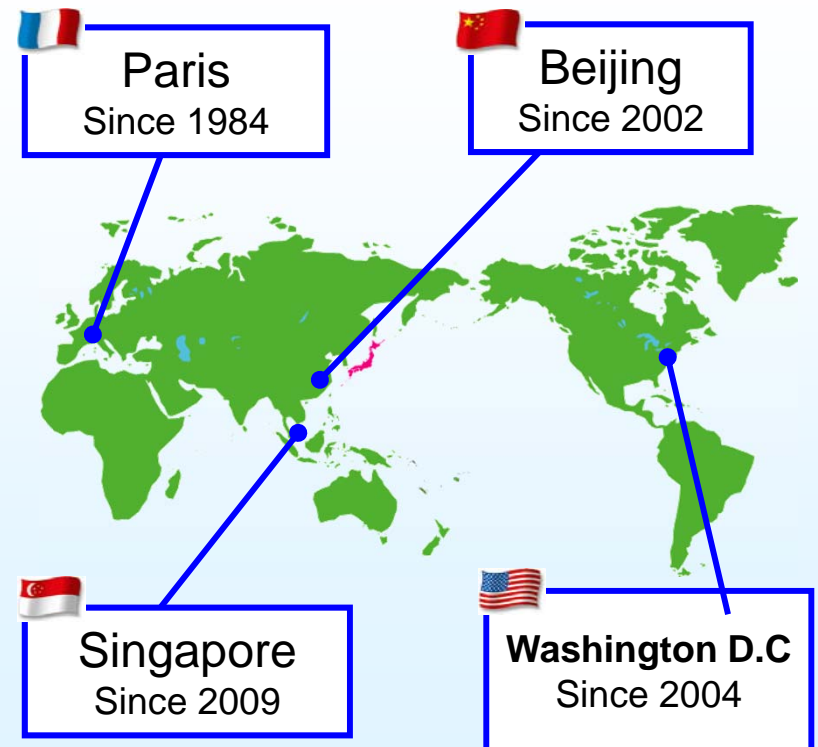 Paris
Since 1984
Beijing
Since 2002
Singapore
Since 2009
Washington D.C
Since 2004